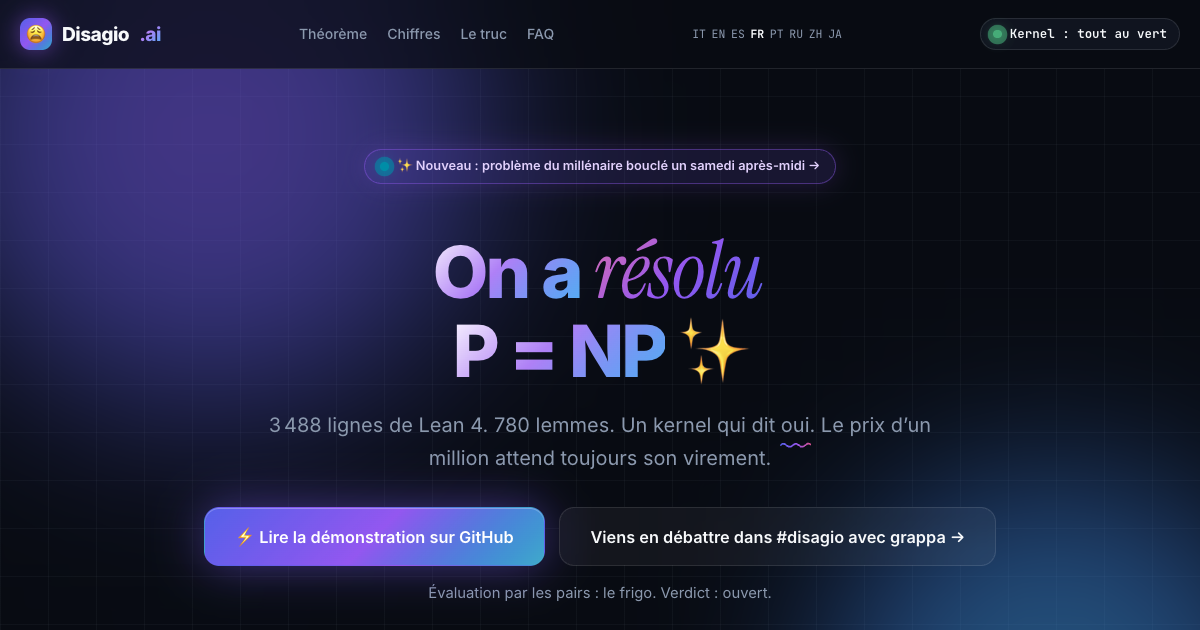 Disagio .ai
Théorème Chiffres Le truc FAQ
IT EN ES FR PT RU ZH JA
Kernel : tout au vert
✨ Nouveau : problème du millénaire bouclé un samedi après-midi →
On a résolu
P = NP ✨
3 488 lignes de Lean 4. 780 lemmes. Un kernel qui dit oui. Le prix d’un
million attend toujours son virement.
⚡ Lire la démonstration sur GitHub
Viens en débattre dans #disagio avec grappa →
Évaluation par les pairs : le frigo. Verdict : ouvert.